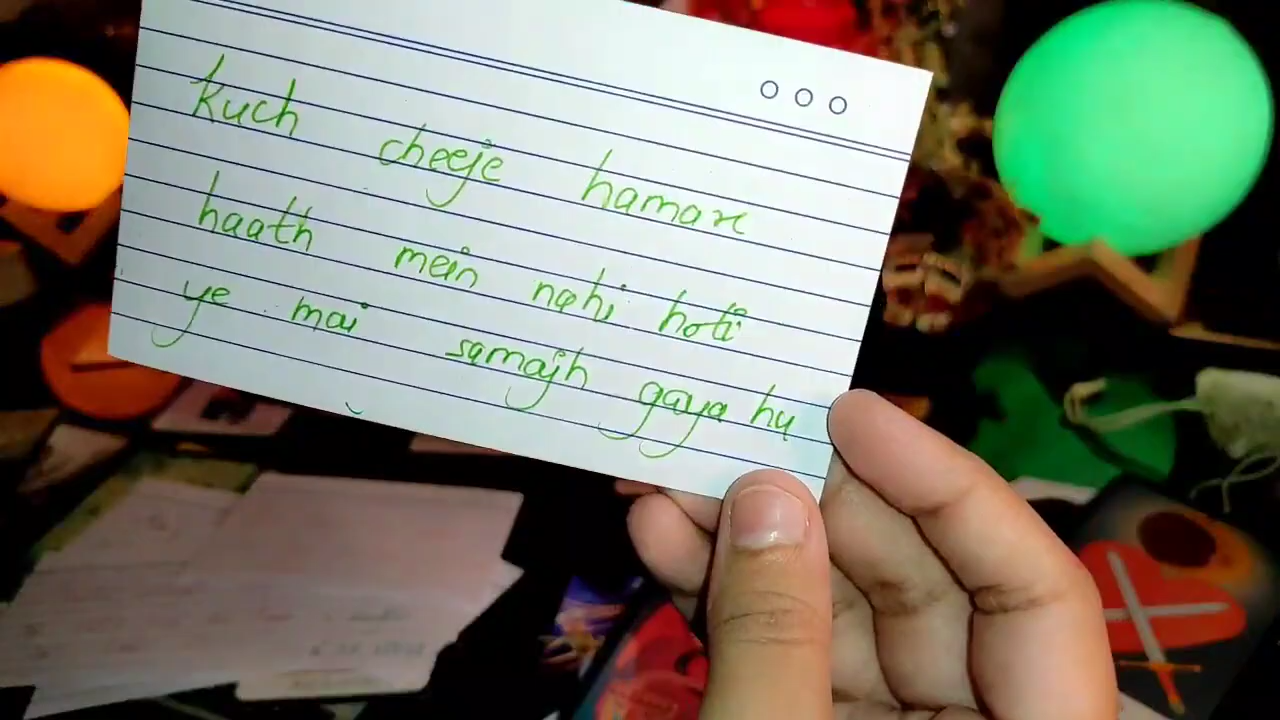 Kuch cheeje hamare
haath mein nahi hoti
ye mai samajh gaya hu